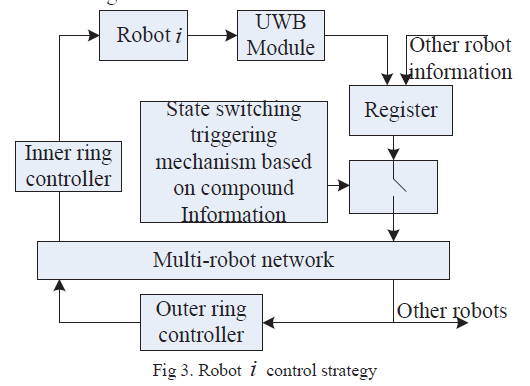 Robot i
UWB
Module
Other robot
information
Register
State switching
triggering
mechanism based
on compound
Information
Inner ring
controller
Multi-robot network
Outer ring
controller
Other robots
Fig 3. Robot i control strategy